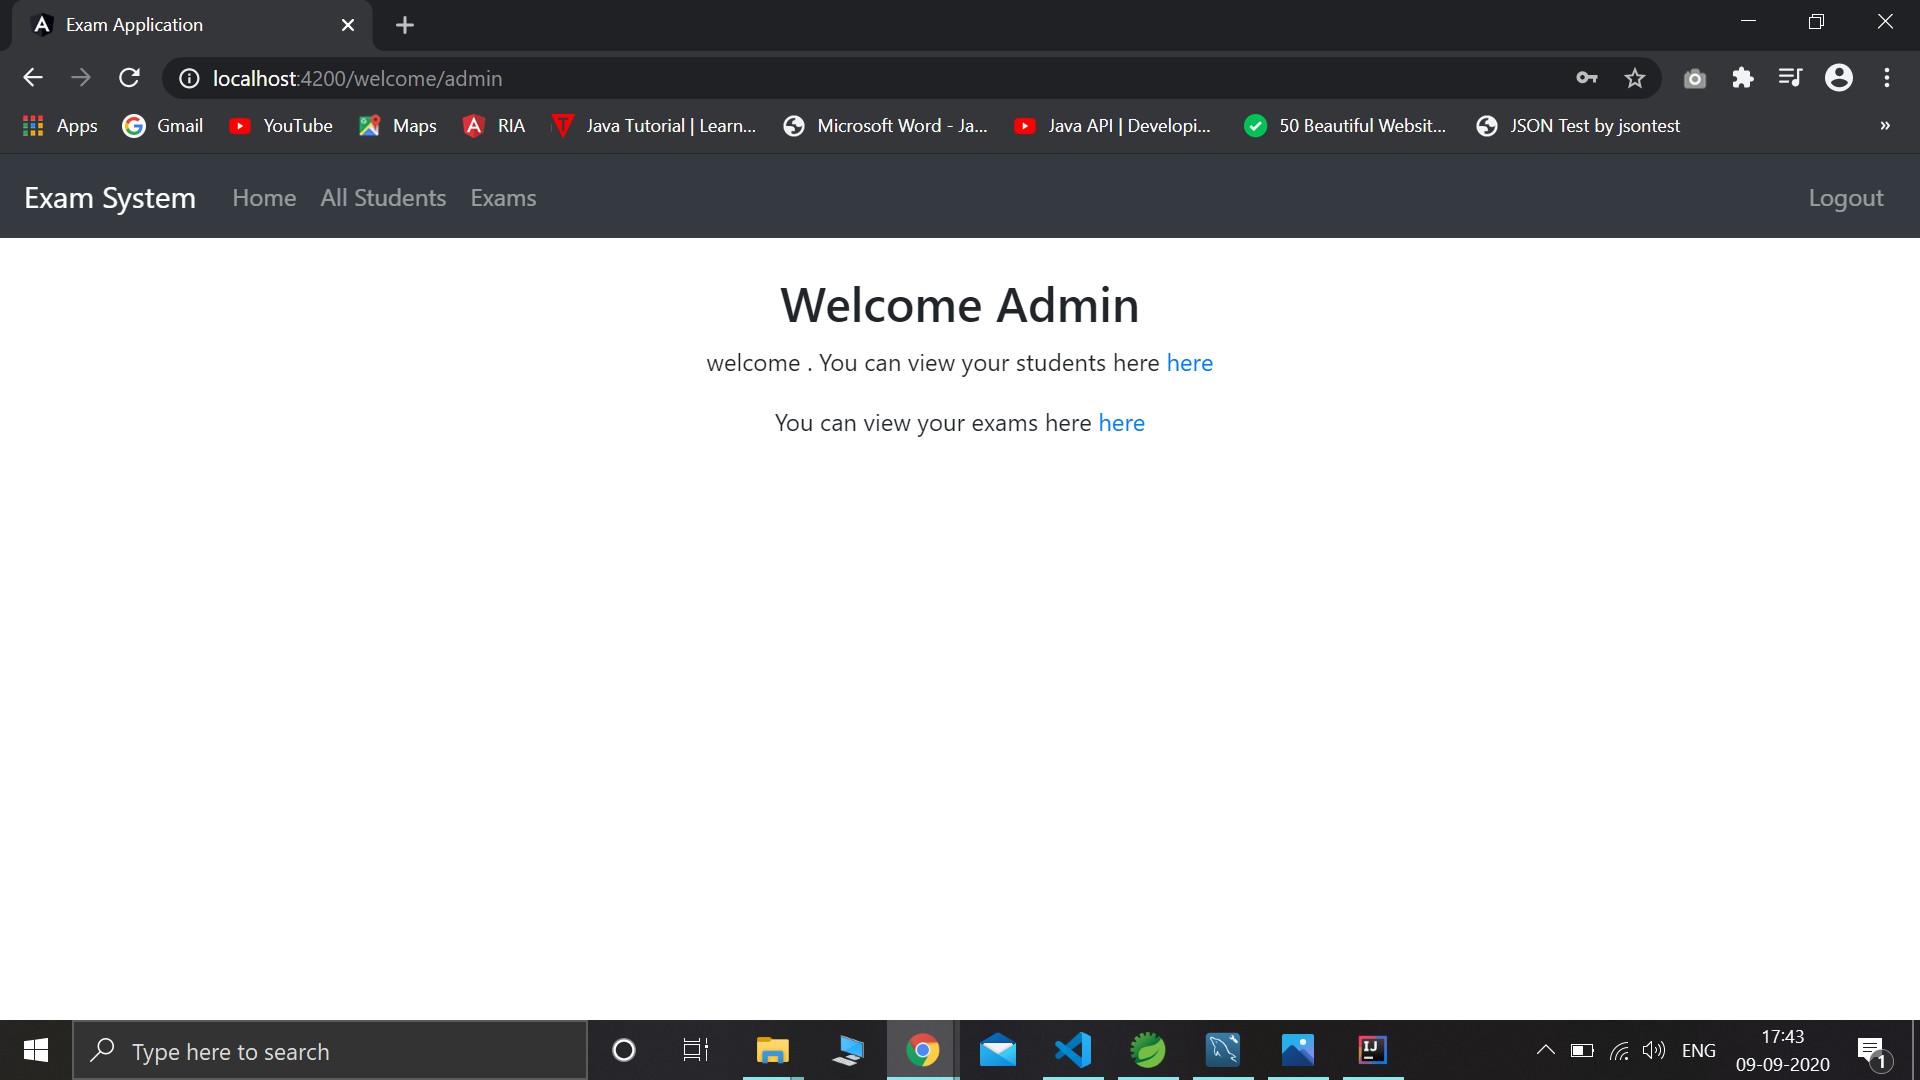 Exam Application
localhost:4200/welcome/admin
Apps Gmail YouTube Maps RIA Java Tutorial | Learn... Microsoft Word - Ja... Java API | Developi... 50 Beautiful Websit... JSON Test by jsontest »
Exam System Home All Students Exams Logout
Welcome Admin
welcome . You can view your students here here
You can view your exams here here
Type here to search
ENG
17:43
09-09-2020
1